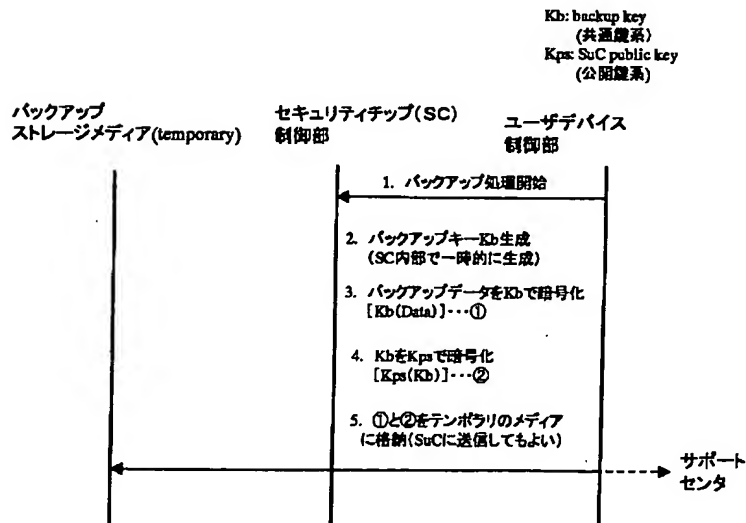 Kb: backup key
(共通鍵系)
Kps: SuC public key
(公開鍵系)
バックアップ
ストレージメディア(temporary)
セキュリティチップ(SC)
制御部
ユーザデバイス
制御部
1. バックアップ処理開始
2. バックアップキーKb生成
(SC内部で一時的に生成)
3. バックアップデータをKbで暗号化
[Kb(Data)]･･･①
4. KbをKpsで暗号化
[Kps(Kb)]･･･②
5. ①と②をテンポラリのメディア
に格納(SuCに送信してもよい)
サポート
センタ